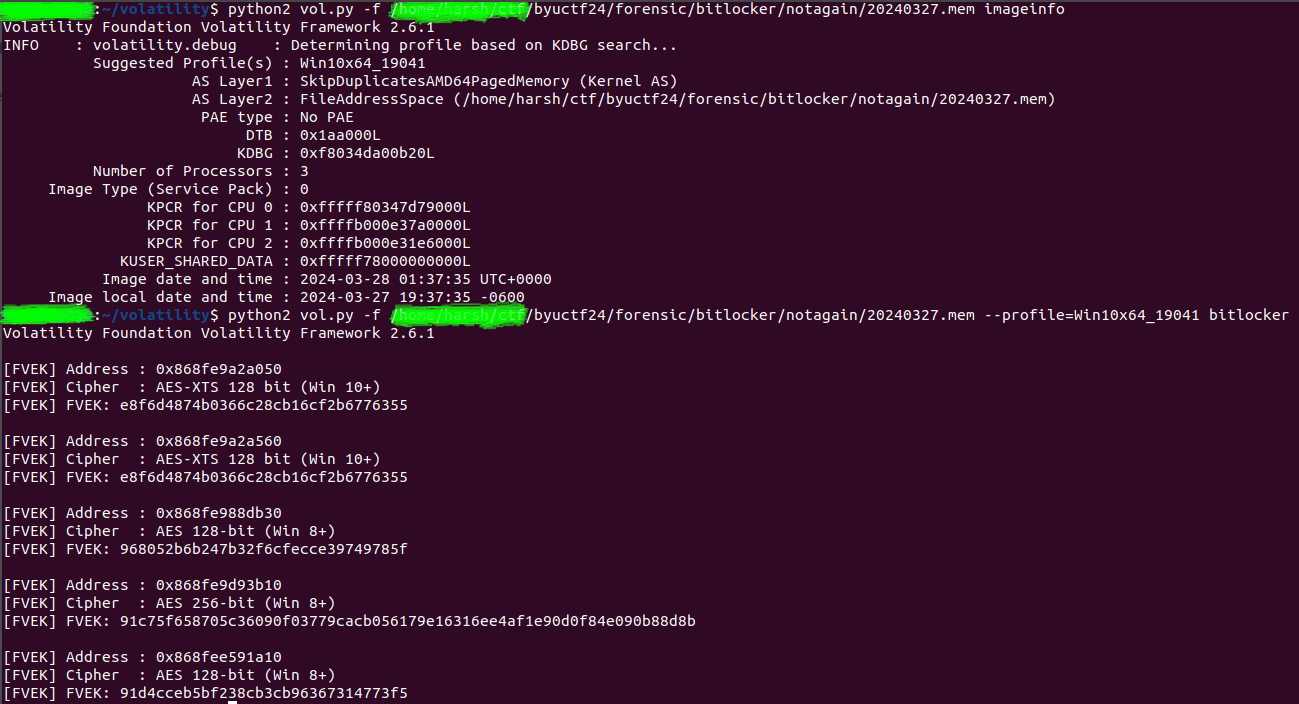 :~/volatility$ python2 vol.py -f /home/harsh/ctf/byuctf24/forensic/bitlocker/notagain/20240327.mem imageinfo
Volatility Foundation Volatility Framework 2.6.1
INFO    : volatility.debug    : Determining profile based on KDBG search...
          Suggested Profile(s) : Win10x64_19041
                     AS Layer1 : SkipDuplicatesAMD64PagedMemory (Kernel AS)
                     AS Layer2 : FileAddressSpace (/home/harsh/ctf/byuctf24/forensic/bitlocker/notagain/20240327.mem)
                      PAE type : No PAE
                           DTB : 0x1aa000L
                          KDBG : 0xf8034da00b20L
          Number of Processors : 3
     Image Type (Service Pack) : 0
                KPCR for CPU 0 : 0xfffff80347d79000L
                KPCR for CPU 1 : 0xffffb000e37a0000L
                KPCR for CPU 2 : 0xffffb000e31e6000L
             KUSER_SHARED_DATA : 0xfffff78000000000L
           Image date and time : 2024-03-28 01:37:35 UTC+0000
     Image local date and time : 2024-03-27 19:37:35 -0600
:~/volatility$ python2 vol.py -f /home/harsh/ctf/byuctf24/forensic/bitlocker/notagain/20240327.mem --profile=Win10x64_19041 bitlocker
Volatility Foundation Volatility Framework 2.6.1

[FVEK] Address : 0x868fe9a2a050
[FVEK] Cipher  : AES-XTS 128 bit (Win 10+)
[FVEK] FVEK: e8f6d4874b0366c28cb16cf2b6776355

[FVEK] Address : 0x868fe9a2a560
[FVEK] Cipher  : AES-XTS 128 bit (Win 10+)
[FVEK] FVEK: e8f6d4874b0366c28cb16cf2b6776355

[FVEK] Address : 0x868fe988db30
[FVEK] Cipher  : AES 128-bit (Win 8+)
[FVEK] FVEK: 968052b6b247b32f6cfecce39749785f

[FVEK] Address : 0x868fe9d93b10
[FVEK] Cipher  : AES 256-bit (Win 8+)
[FVEK] FVEK: 91c75f658705c36090f03779cacb056179e16316ee4af1e90d0f84e090b88d8b

[FVEK] Address : 0x868fee591a10
[FVEK] Cipher  : AES 128-bit (Win 8+)
[FVEK] FVEK: 91d4cceb5bf238cb3cb96367314773f5